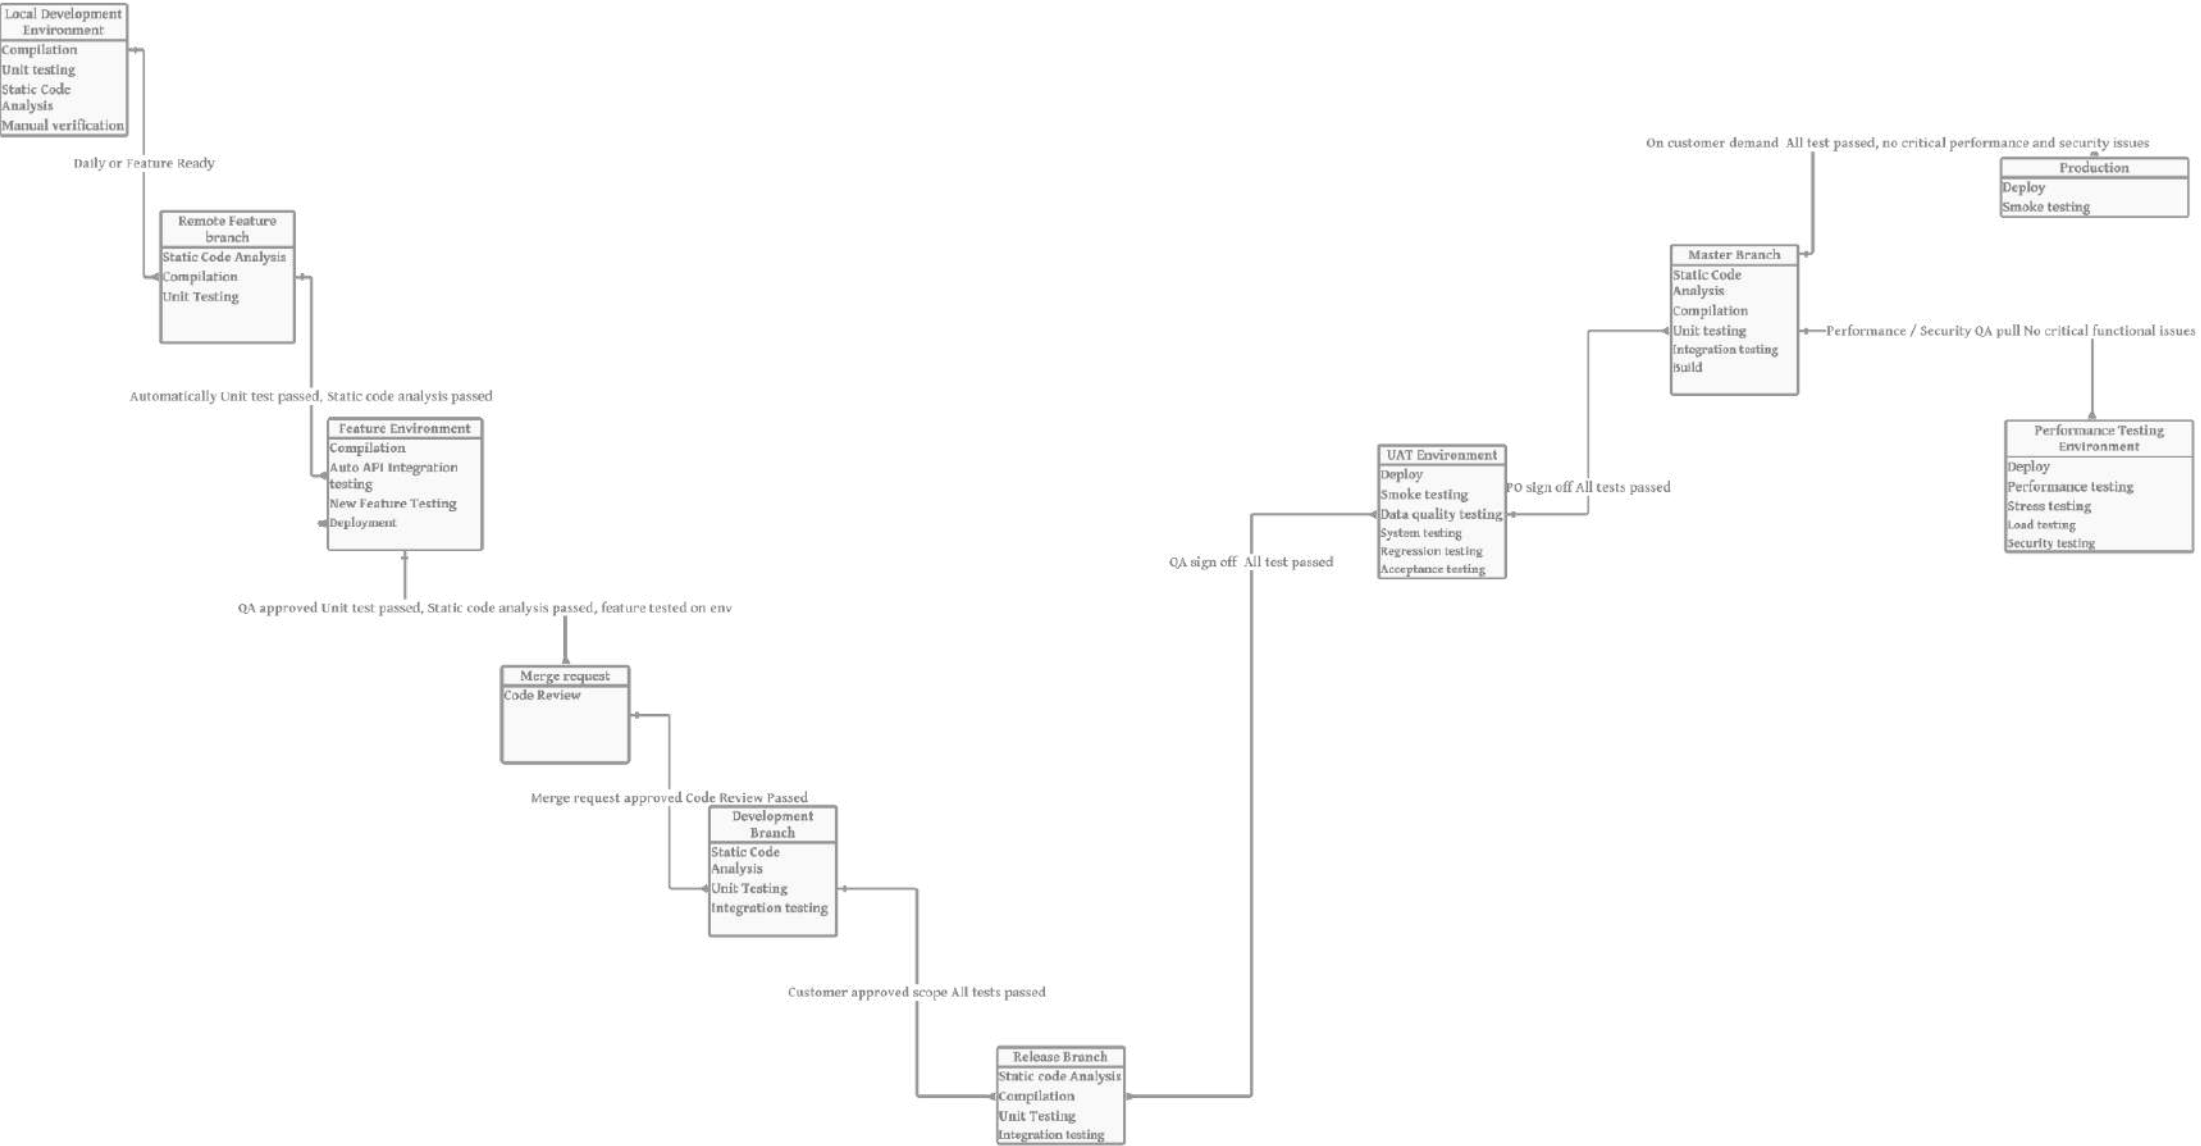 Local Development
Environment
Compilation
Unit testing
Static Code
Analysis
Manual verification
Daily or Feature Ready
Remote Feature
branch
Static Code Analysis
Compilation
Unit Testing
Automatically Unit test passed, Static code analysis passed
Feature Environment
Compilation
Auto API Integration
testing
New Feature Testing
Deployment
QA approved Unit test passed, Static code analysis passed, feature tested on env
Merge request
Code Review
Merge request approved Code Review Passed
Development
Branch
Static Code
Analysis
Unit Testing
Integration testing
Customer approved scope All tests passed
Release Branch
Static code Analysis
Compilation
Unit Testing
Integration testing
QA sign off All test passed
UAT Environment
Deploy
Smoke testing
Data quality testing
System testing
Regression testing
Acceptance testing
PO sign off All tests passed
Master Branch
Static Code
Analysis
Compilation
Unit testing
Integration testing
Build
On customer demand All test passed, no critical performance and security issues
Production
Deploy
Smoke testing
Performance / Security QA pull No critical functional issues
Performance Testing
Environment
Deploy
Performance testing
Stress testing
Load testing
Security testing